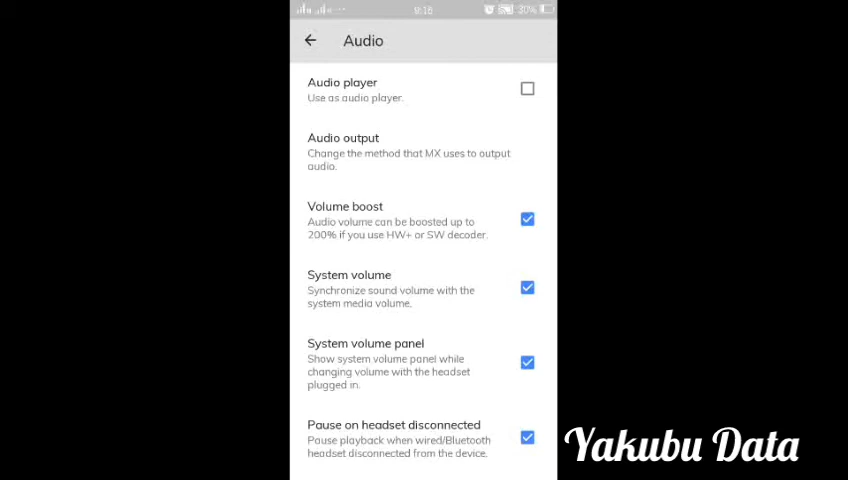 9:16
30%
Audio
Audio player
Use as audio player.
Audio output
Change the method that MX uses to output
audio.
Volume boost
Audio volume can be boosted up to
200% if you use HW+ or SW decoder.
System volume
Synchronize sound volume with the
system media volume.
System volume panel
Show system volume panel while
changing volume with the headset
plugged in.
Pause on headset disconnected
Pause playback when wired/Bluetooth
headset disconnected from the device.
Yakubu Data